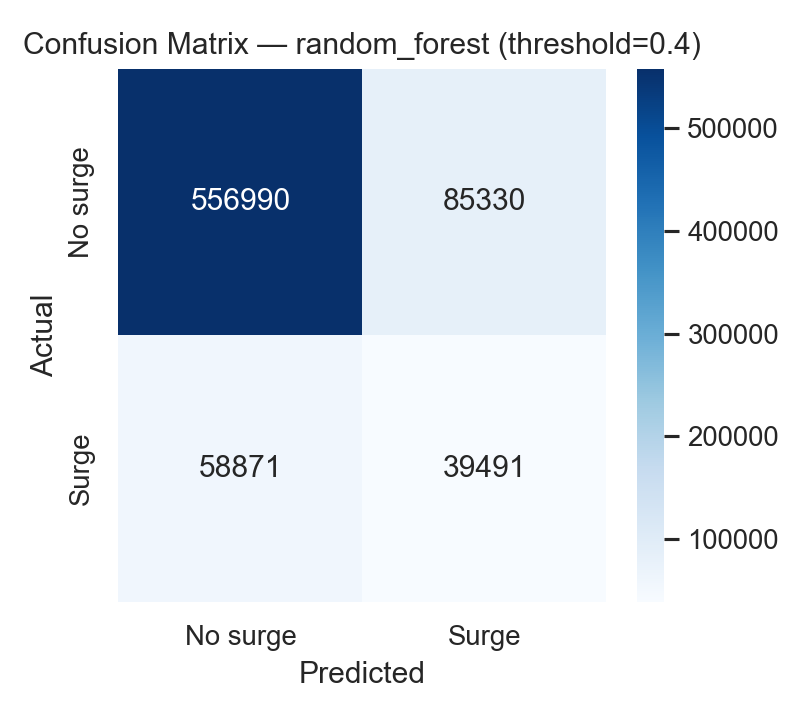 Confusion Matrix — random_forest (threshold=0.4)
No surge
Surge
Actual
556990
85330
58871
39491
No surge
Surge
Predicted
500000
400000
300000
200000
100000